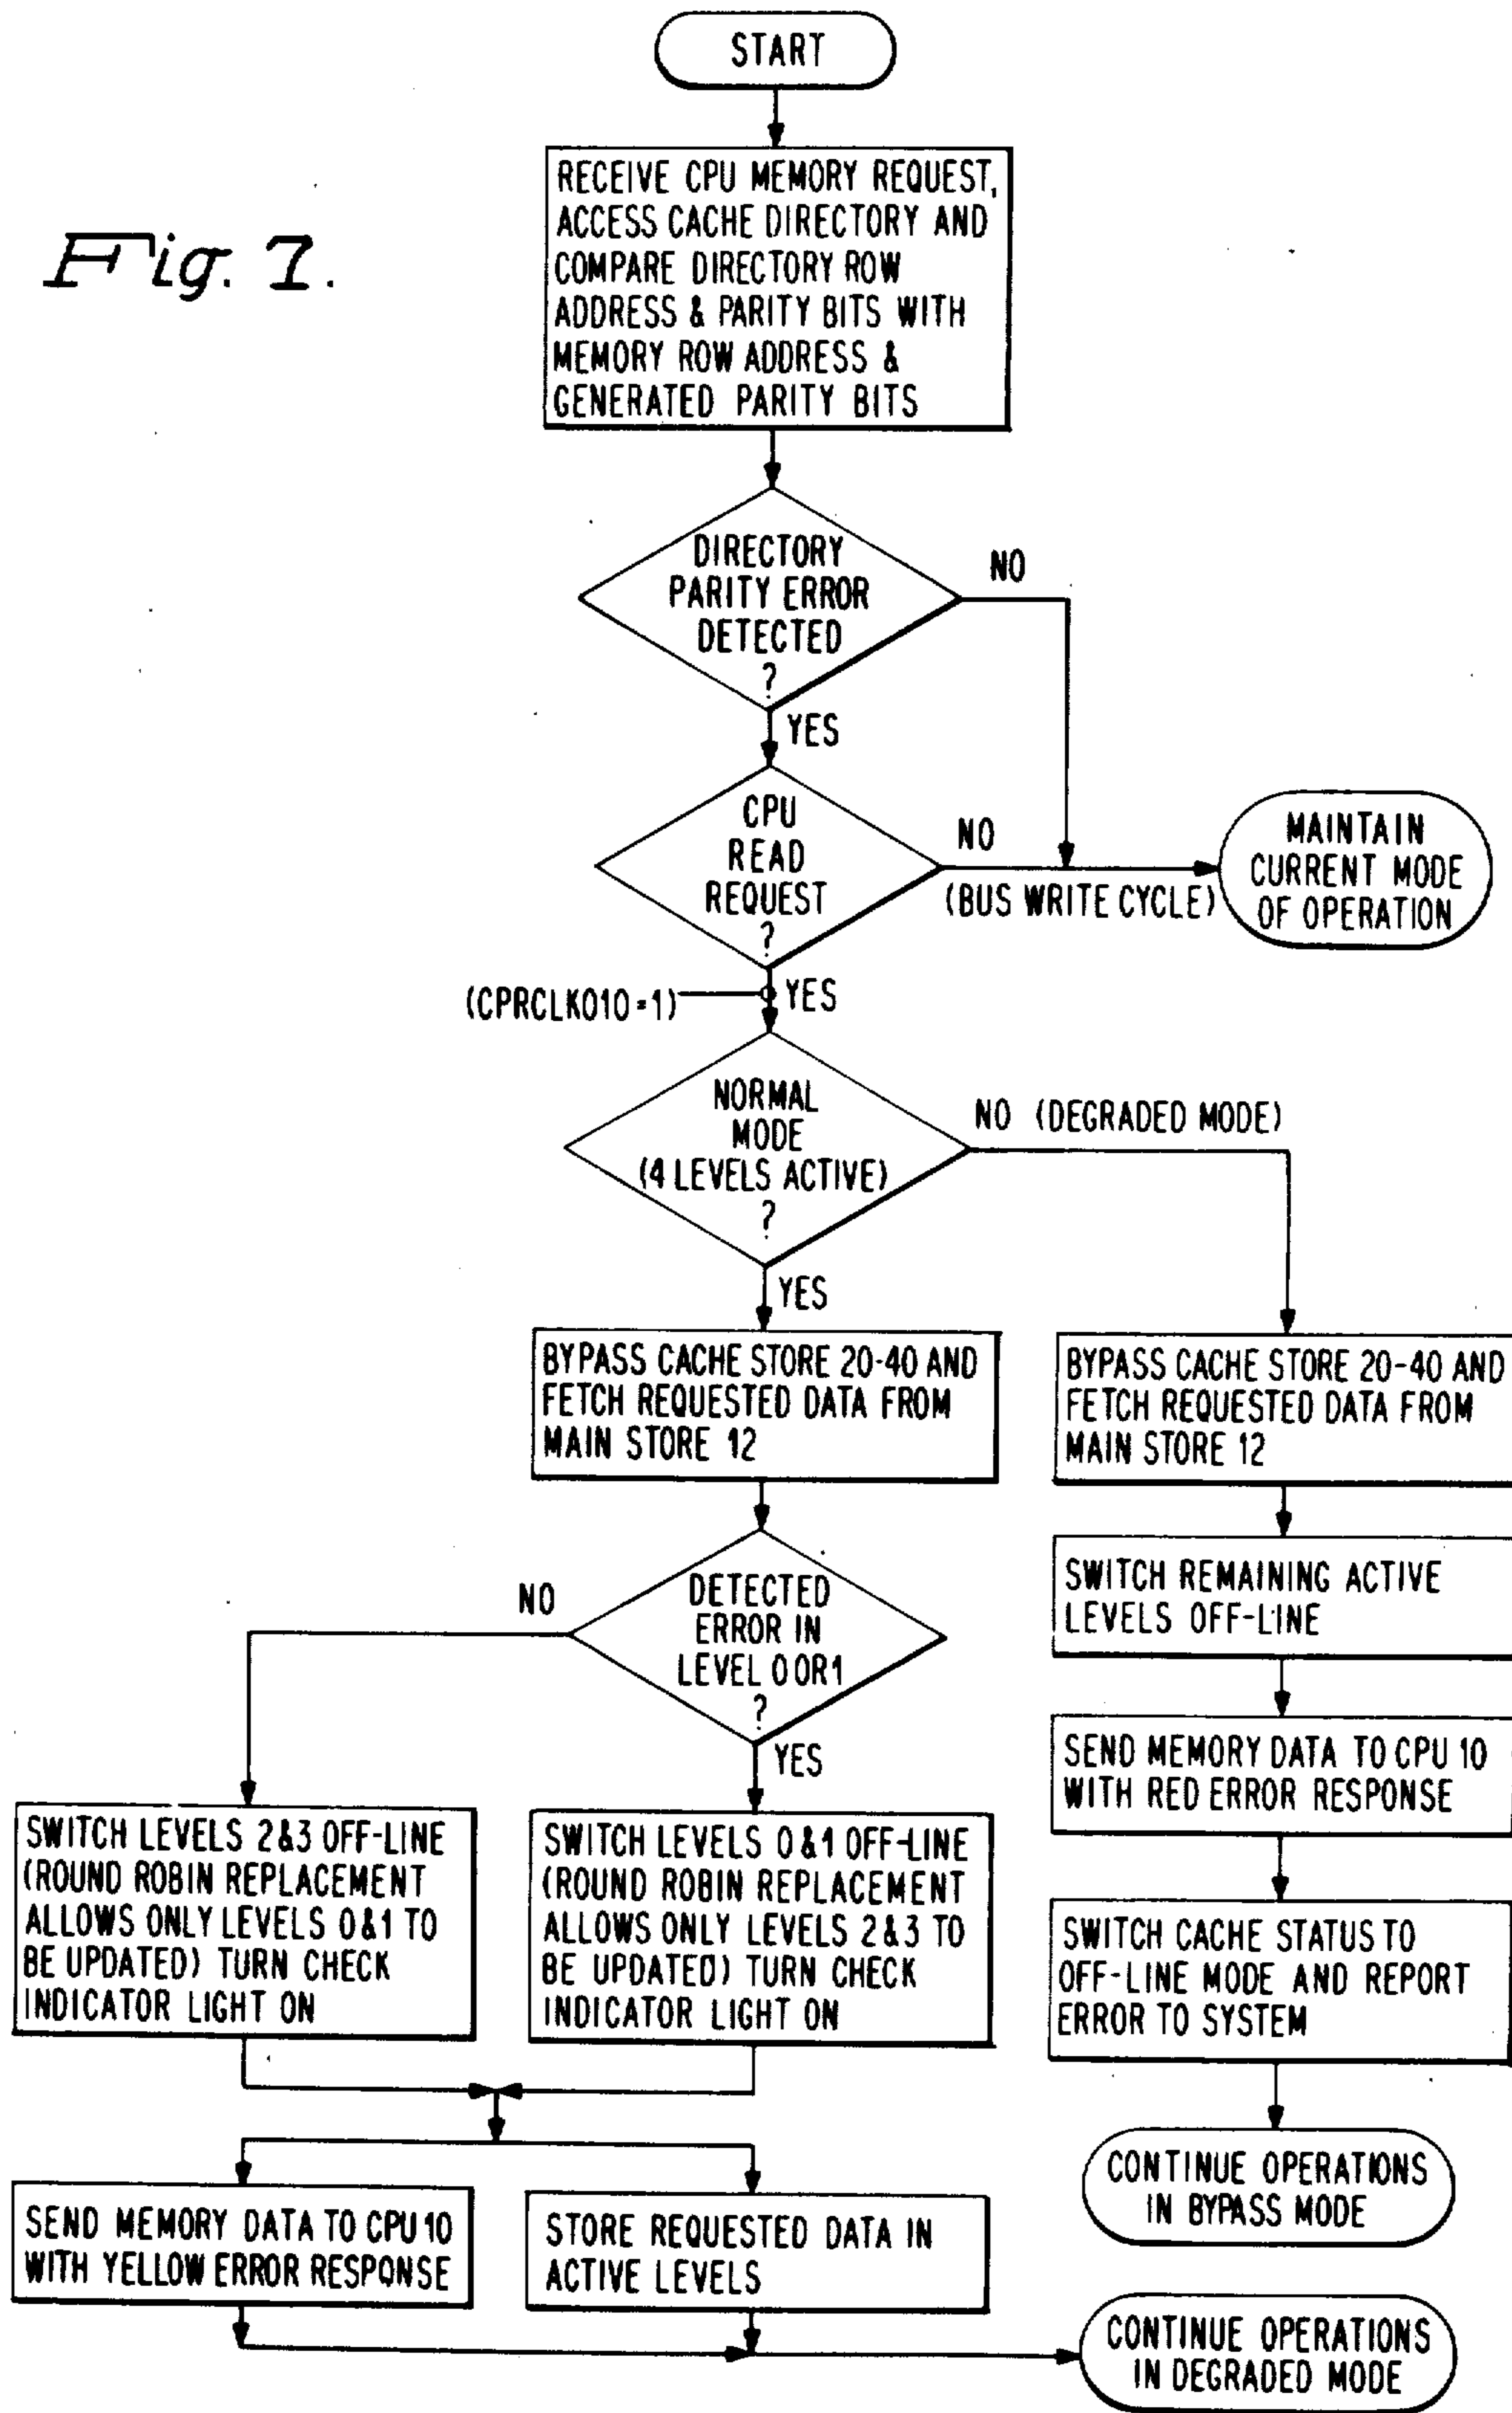 START
Fig. 7.
RECEIVE CPU MEMORY REQUEST,
ACCESS CACHE DIRECTORY AND
COMPARE DIRECTORY ROW
ADDRESS & PARITY BITS WITH
MEMORY ROW ADDRESS &
GENERATED PARITY BITS
DIRECTORY
PARITY ERROR
DETECTED
?
NO
YES
CPU
READ
REQUEST
?
NO
(BUS WRITE CYCLE)
MAINTAIN
CURRENT MODE
OF OPERATION
(CPRCLK010=1)
YES
NORMAL
MODE
(4 LEVELS ACTIVE)
?
NO (DEGRADED MODE)
YES
BYPASS CACHE STORE 20-40 AND
FETCH REQUESTED DATA FROM
MAIN STORE 12
BYPASS CACHE STORE 20-40 AND
FETCH REQUESTED DATA FROM
MAIN STORE 12
DETECTED
ERROR IN
LEVEL 0 OR 1
?
NO
YES
SWITCH REMAINING ACTIVE
LEVELS OFF-LINE
SEND MEMORY DATA TO CPU 10
WITH RED ERROR RESPONSE
SWITCH LEVELS 2&3 OFF-LINE
(ROUND ROBIN REPLACEMENT
ALLOWS ONLY LEVELS 0&1 TO
BE UPDATED) TURN CHECK
INDICATOR LIGHT ON
SWITCH LEVELS 0&1 OFF-LINE
(ROUND ROBIN REPLACEMENT
ALLOWS ONLY LEVELS 2&3 TO
BE UPDATED) TURN CHECK
INDICATOR LIGHT ON
SWITCH CACHE STATUS TO
OFF-LINE MODE AND REPORT
ERROR TO SYSTEM
CONTINUE OPERATIONS
IN BYPASS MODE
SEND MEMORY DATA TO CPU 10
WITH YELLOW ERROR RESPONSE
STORE REQUESTED DATA IN
ACTIVE LEVELS
CONTINUE OPERATIONS
IN DEGRADED MODE